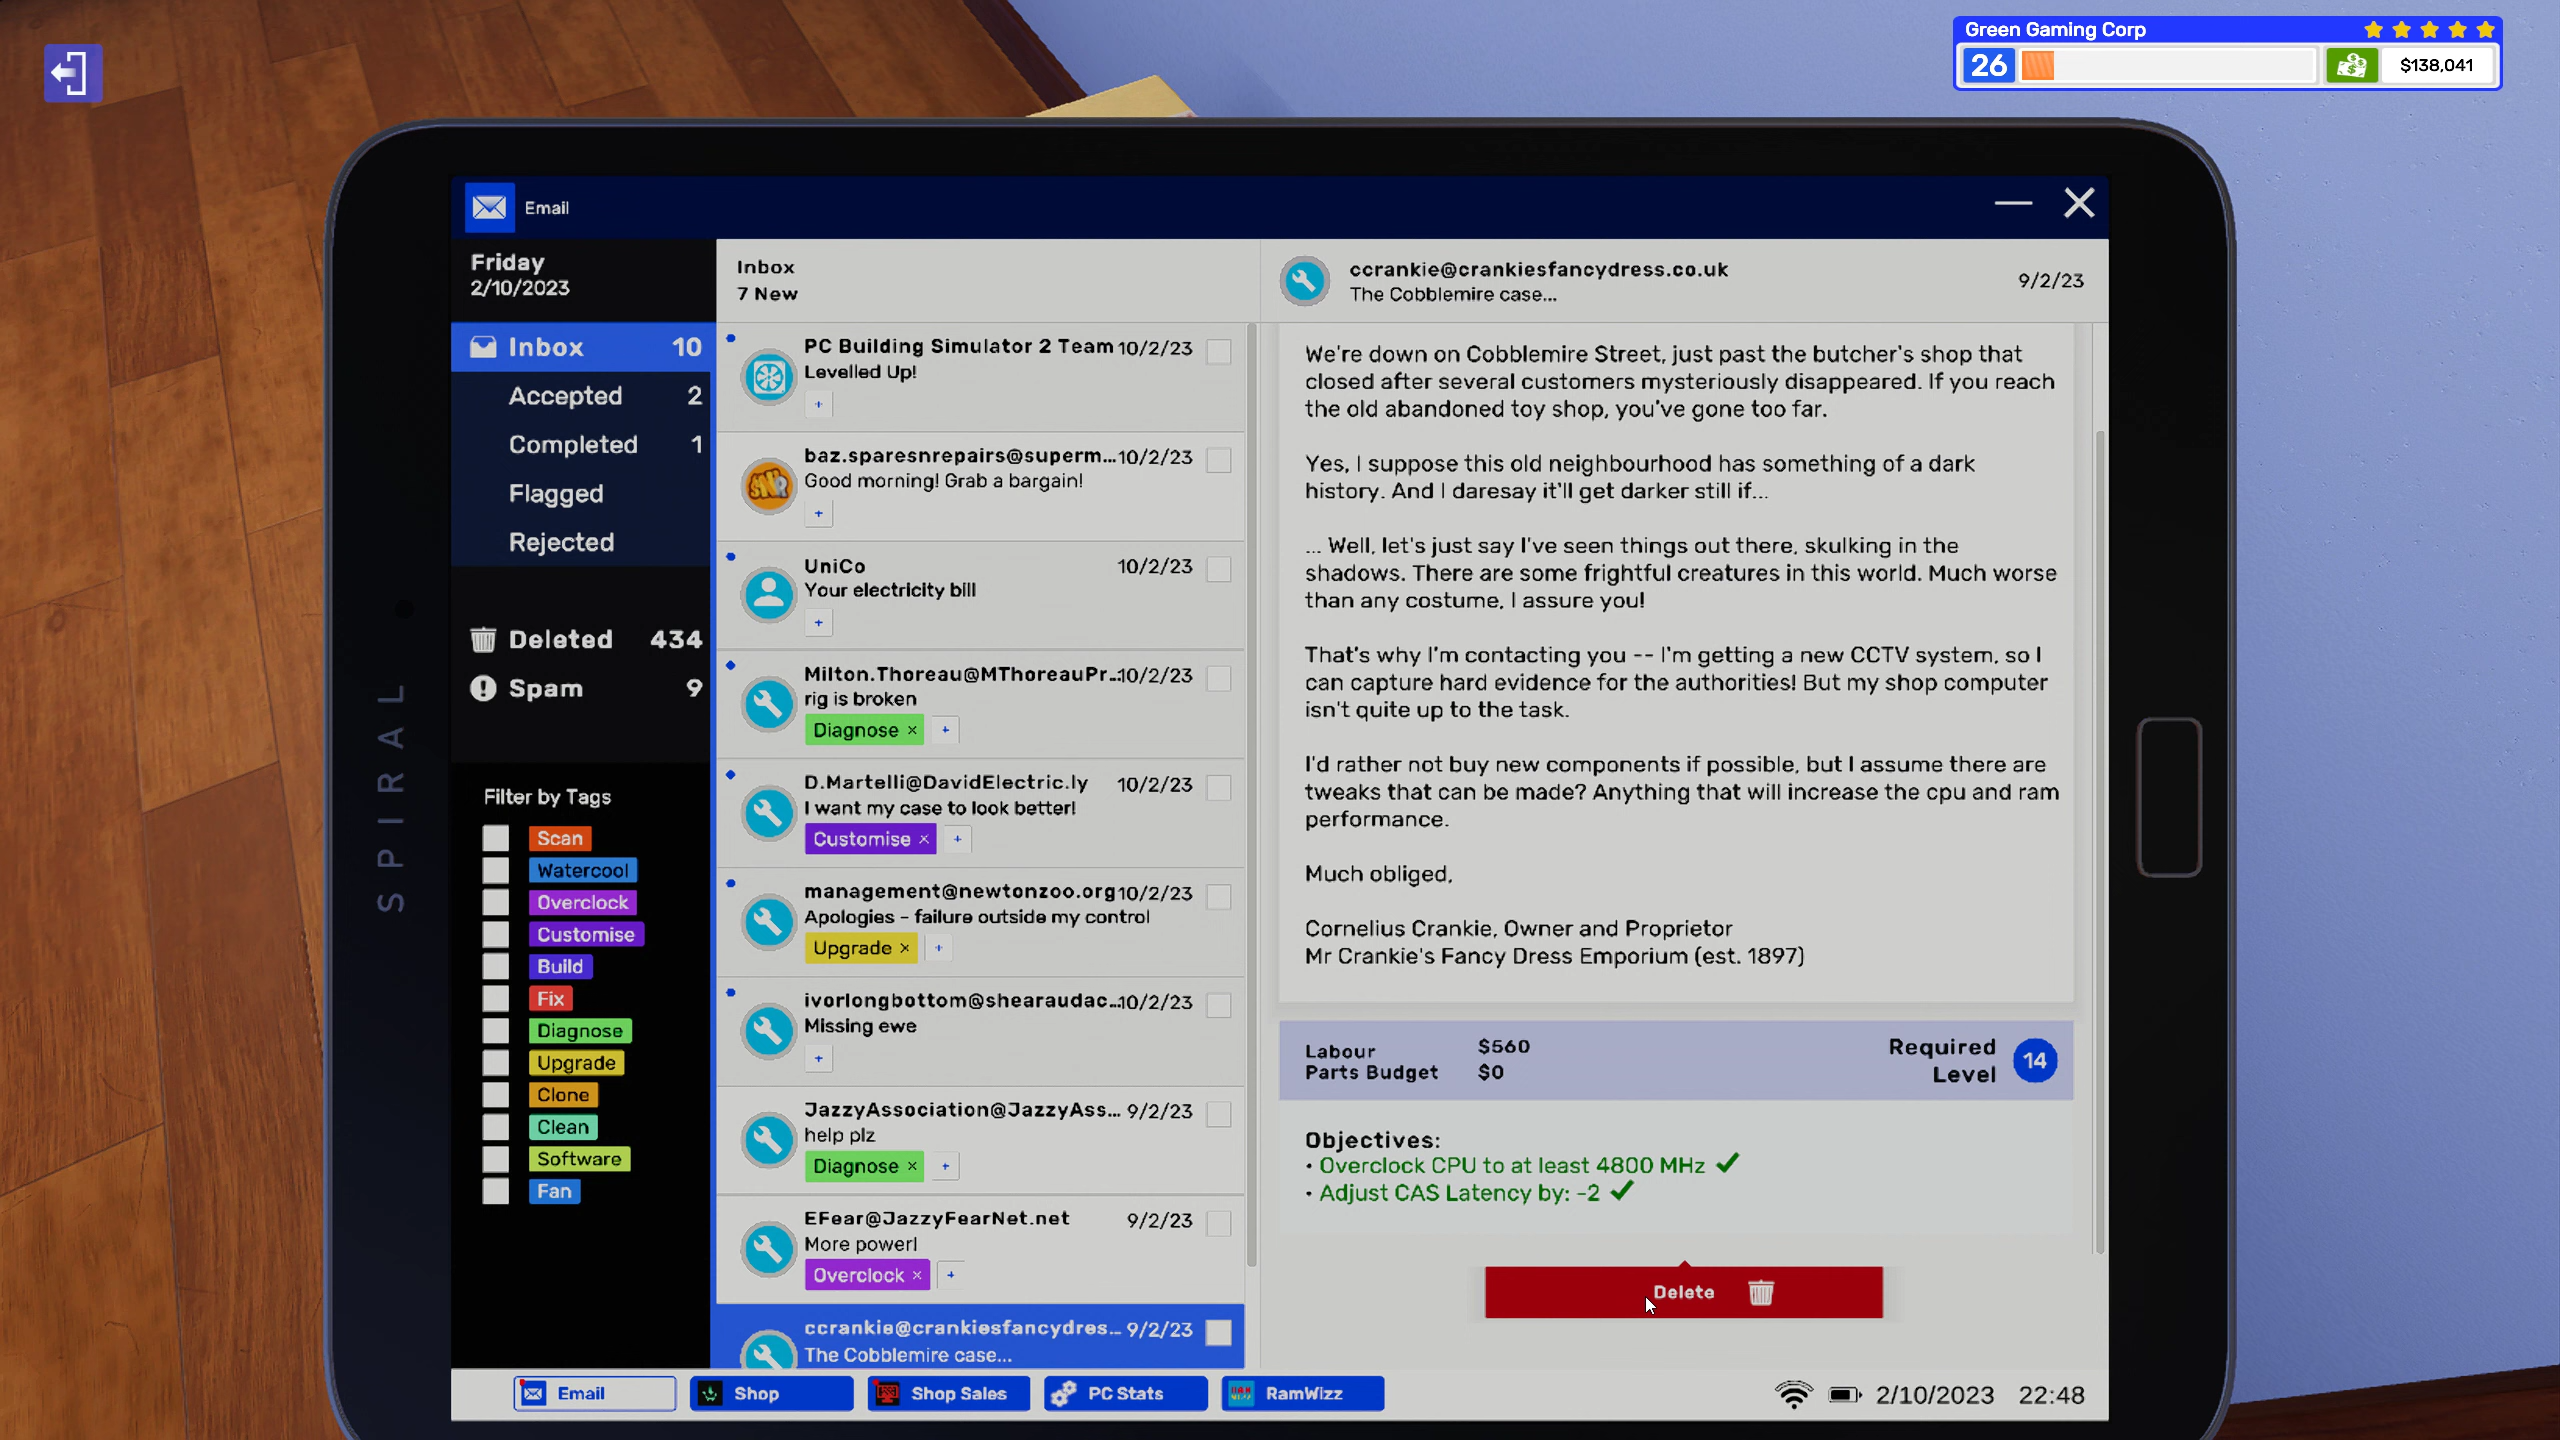 Green Gaming Corp
26
$138,041
SPIRAL
Email
Friday
2/10/2023
Inbox 10
Accepted 2
Completed 1
Flagged
Rejected
Deleted 434
Spam 9
Filter by Tags
Scan
Watercool
Overclock
Customise
Build
Fix
Diagnose
Upgrade
Clone
Clean
Software
Fan
Inbox
7 New
PC Building Simulator 2 Team 10/2/23
Levelled Up!
+
SNR
baz.sparesnrepairs@superm... 10/2/23
Good morning! Grab a bargain!
+
UniCo 10/2/23
Your electricity bill
+
Milton.Thoreau@MThoreauPr... 10/2/23
rig is broken
Diagnose × +
D.Martelli@DavidElectric.ly 10/2/23
I want my case to look better!
Customise × +
management@newtonzoo.org 10/2/23
Apologies - failure outside my control
Upgrade × +
ivorlongbottom@shearaudac... 10/2/23
Missing ewe
+
JazzyAssociation@JazzyAss... 9/2/23
help plz
Diagnose × +
EFear@JazzyFearNet.net 9/2/23
More power!
Overclock × +
ccrankie@crankiesfancydres... 9/2/23
The Cobblemire case...
ccrankie@crankiesfancydress.co.uk
The Cobblemire case...
9/2/23
We're down on Cobblemire Street, just past the butcher's shop that
closed after several customers mysteriously disappeared. If you reach
the old abandoned toy shop, you've gone too far.
Yes, I suppose this old neighbourhood has something of a dark
history. And I daresay it'll get darker still if...
... Well, let's just say I've seen things out there, skulking in the
shadows. There are some frightful creatures in this world. Much worse
than any costume, I assure you!
That's why I'm contacting you -- I'm getting a new CCTV system, so I
can capture hard evidence for the authorities! But my shop computer
isn't quite up to the task.
I'd rather not buy new components if possible, but I assume there are
tweaks that can be made? Anything that will increase the cpu and ram
performance.
Much obliged,
Cornelius Crankie, Owner and Proprietor
Mr Crankie's Fancy Dress Emporium (est. 1897)
Labour $560
Parts Budget $0
Required
Level
14
Objectives:
• Overclock CPU to at least 4800 MHz ✓
• Adjust CAS Latency by: -2 ✓
Delete
Email
Shop
Shop Sales
PC Stats
RamWizz
2/10/2023 22:48